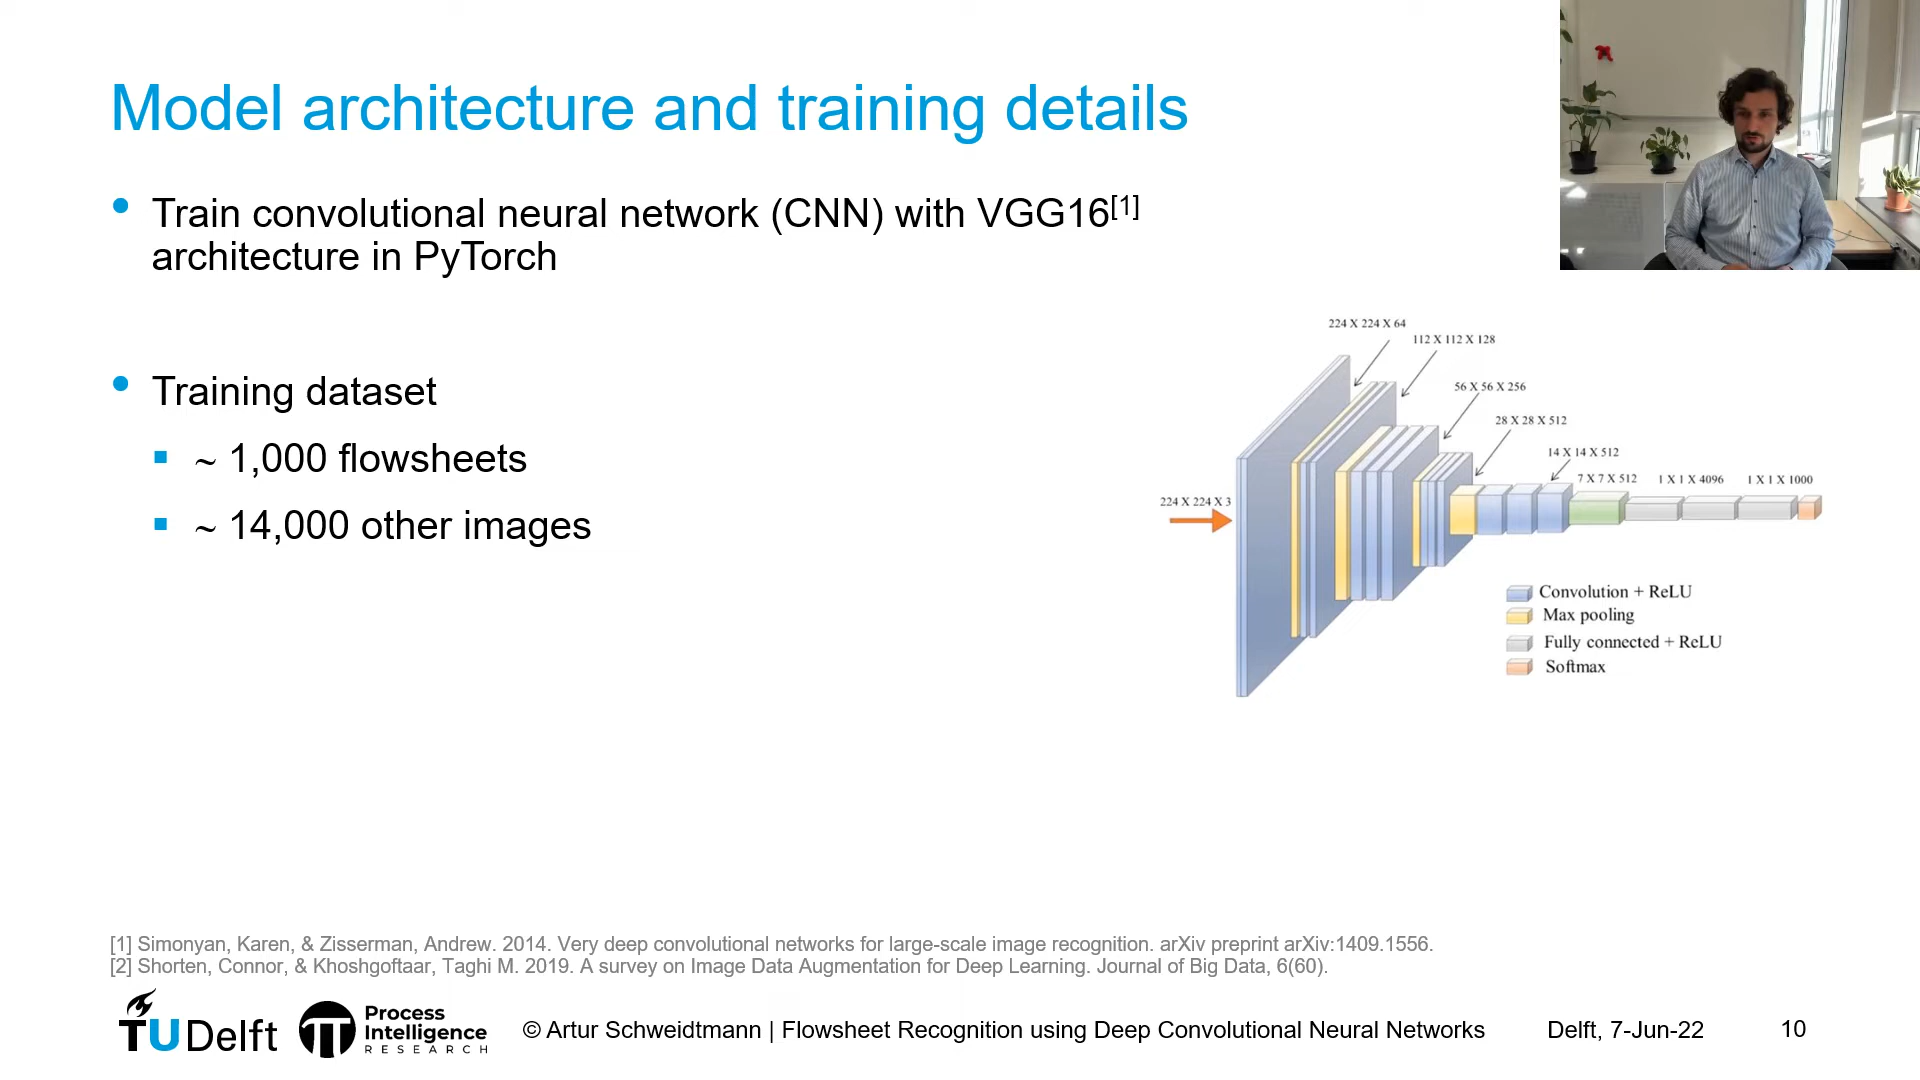 Model architecture and training details
Train convolutional neural network (CNN) with VGG16[1]
architecture in PyTorch
Training dataset
~ 1,000 flowsheets
~ 14,000 other images
224 X 224 X 64
112 X 112 X 128
56 X 56 X 256
28 X 28 X 512
14 X 14 X 512
7 X 7 X 512
1 X 1 X 4096
1 X 1 X 1000
224 X 224 X 3
Convolution + ReLU
Max pooling
Fully connected + ReLU
Softmax
[1] Simonyan, Karen, & Zisserman, Andrew. 2014. Very deep convolutional networks for large-scale image recognition. arXiv preprint arXiv:1409.1556.
[2] Shorten, Connor, & Khoshgoftaar, Taghi M. 2019. A survey on Image Data Augmentation for Deep Learning. Journal of Big Data, 6(60).
TU Delft
Process
Intelligence
RESEARCH
© Artur Schweidtmann | Flowsheet Recognition using Deep Convolutional Neural Networks
Delft, 7-Jun-22
10